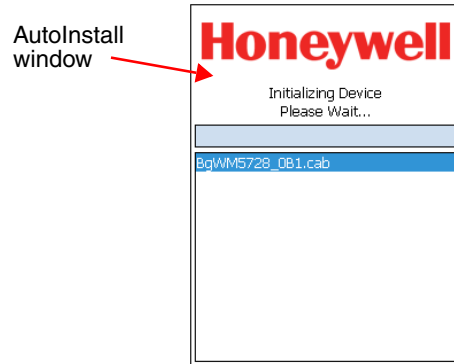 AutoInstall
window
Honeywell
Initializing Device
Please Wait...
BgWM5728_0B1.cab